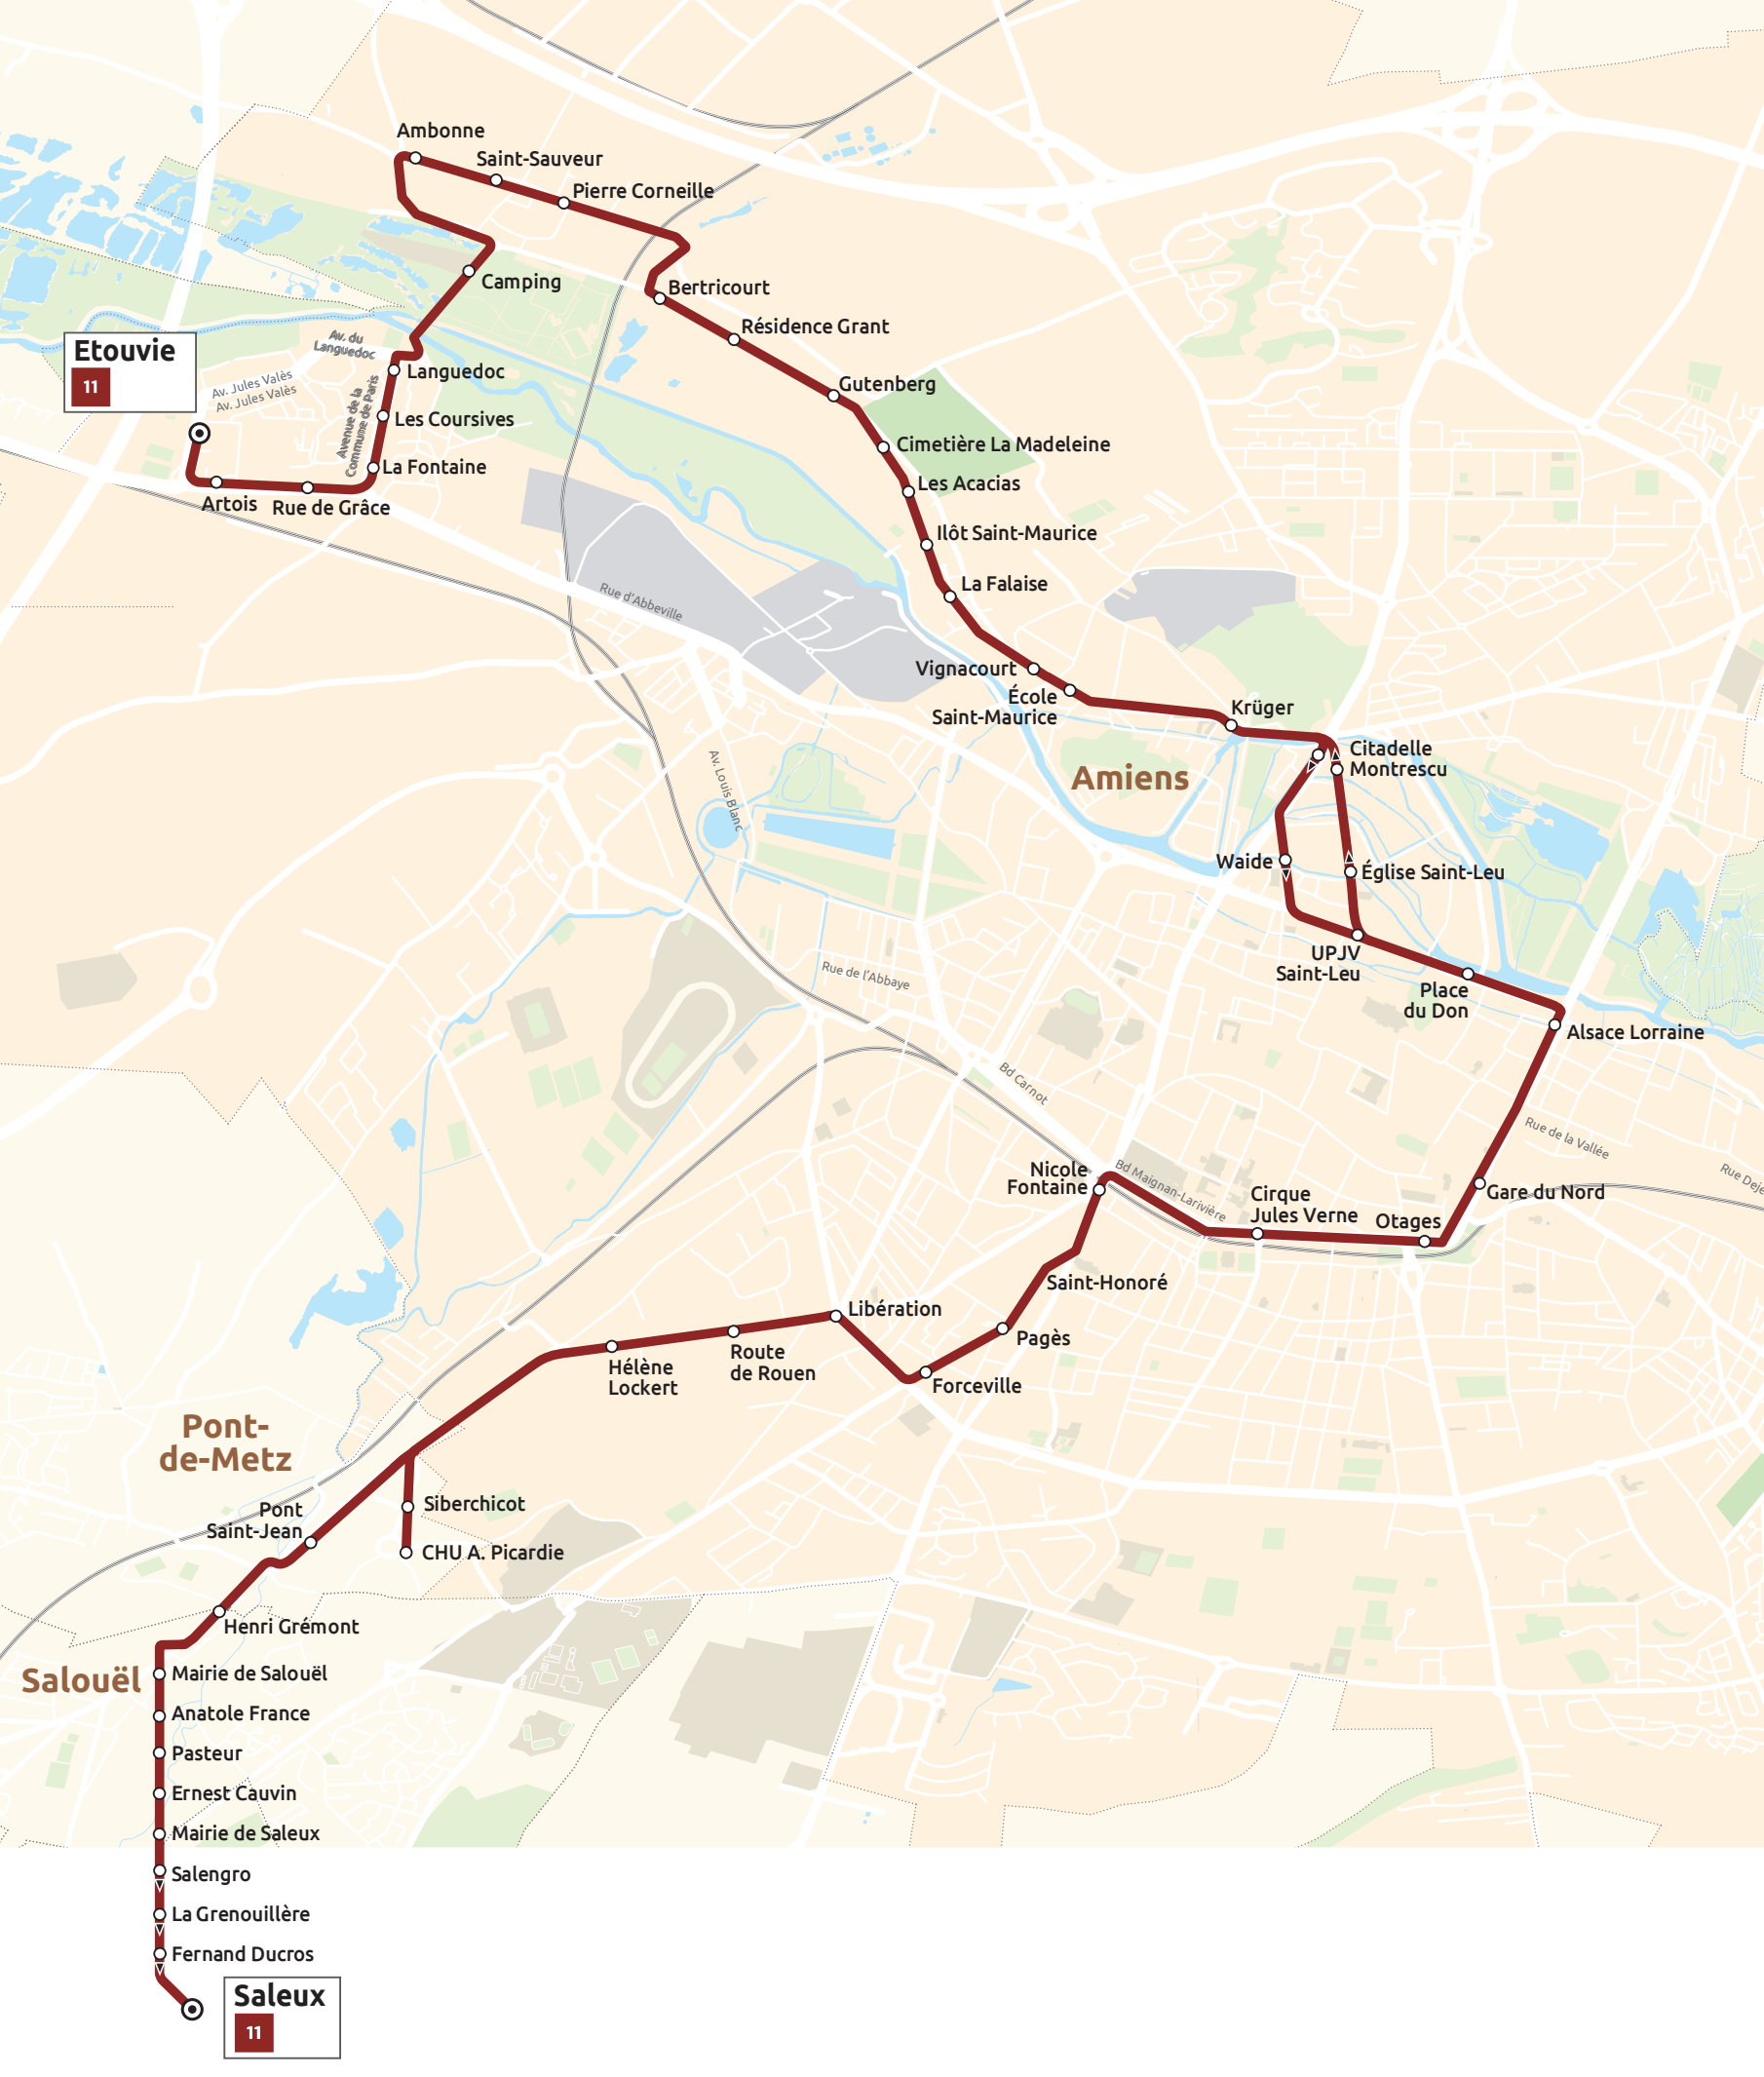 Ambonne
Saint-Sauveur
Pierre Corneille
Camping
Bertricourt
Résidence Grant
Av. du
Languedoc
Etouvie
11
Av. Jules Valès
Av. Jules Valès
Avenue de la
Commune de Paris
Languedoc
Les Coursives
La Fontaine
Artois
Rue de Grâce
Gutenberg
Cimetière La Madeleine
Les Acacias
Ilôt Saint-Maurice
La Falaise
Rue d'Abbeville
Vignacourt
École
Saint-Maurice
Krüger
Citadelle
Montrescu
Amiens
Av. Louis Blanc
Waide
Église Saint-Leu
UPJV
Saint-Leu
Place
du Don
Rue de l'Abbaye
Alsace Lorraine
Bd Carnot
Rue de la Vallée
Rue Deje
Nicole
Fontaine
Bd Maignan-Larivière
Cirque
Jules Verne
Otages
Gare du Nord
Saint-Honoré
Libération
Pagès
Route
de Rouen
Hélène
Lockert
Forceville
Pont-
de-Metz
Siberchicot
Pont
Saint-Jean
CHU A. Picardie
Henri Grémont
Salouël
Mairie de Salouël
Anatole France
Pasteur
Ernest Cauvin
Mairie de Saleux
Salengro
La Grenouillère
Fernand Ducros
Saleux
11